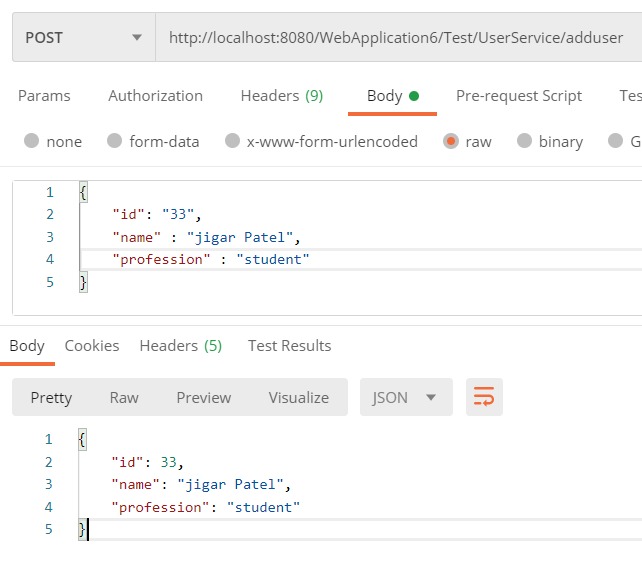 POST http://localhost:8080/WebApplication6/Test/UserService/adduser
Params Authorization Headers (9) Body Pre-request Script Tes
none form-data x-www-form-urlencoded raw binary G
1 {
2 "id": "33",
3 "name" : "jigar Patel",
4 "profession" : "student"
5 }
Body Cookies Headers (5) Test Results
Pretty Raw Preview Visualize JSON
1 {
2 "id": 33,
3 "name": "jigar Patel",
4 "profession": "student"
5 }